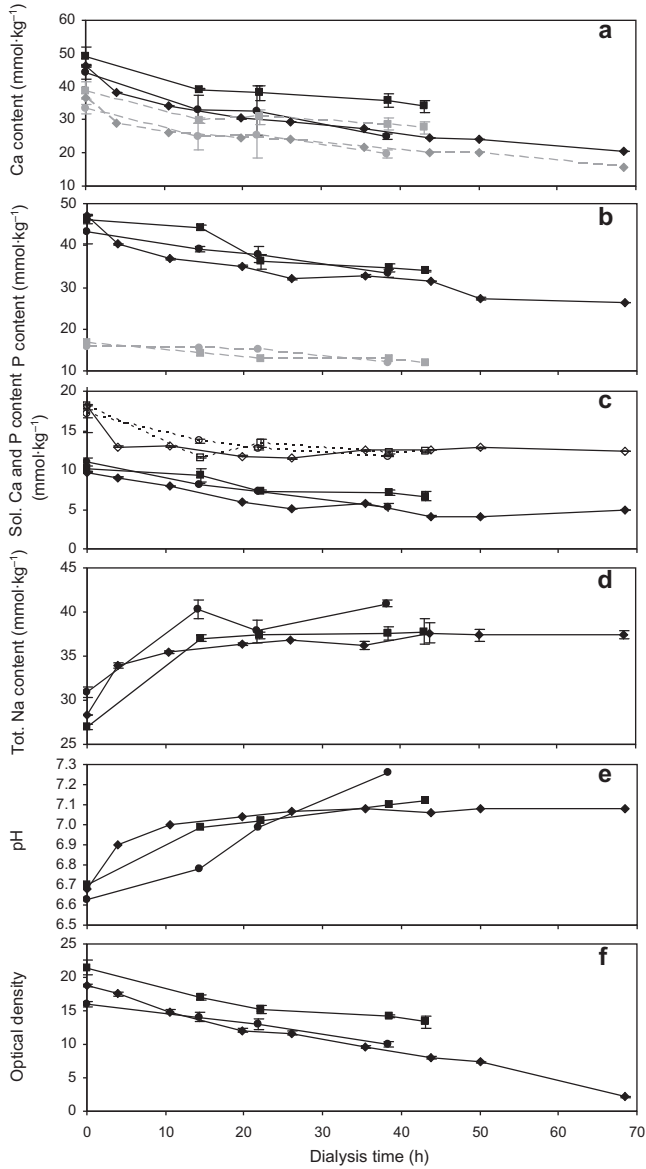 a
Ca content (mmol·kg⁻¹)
60
50
40
30
20
10
b
P content (mmol·kg⁻¹)
50
40
30
20
10
c
Sol. Ca and P content
(mmol·kg⁻¹)
20
15
10
5
0
d
Tot. Na content (mmol·kg⁻¹)
45
40
35
30
25
e
pH
7.3
7.2
7.1
7.0
6.9
6.8
6.7
6.6
6.5
f
Optical density
25
20
15
10
5
0
0 10 20 30 40 50 60 70
Dialysis time (h)